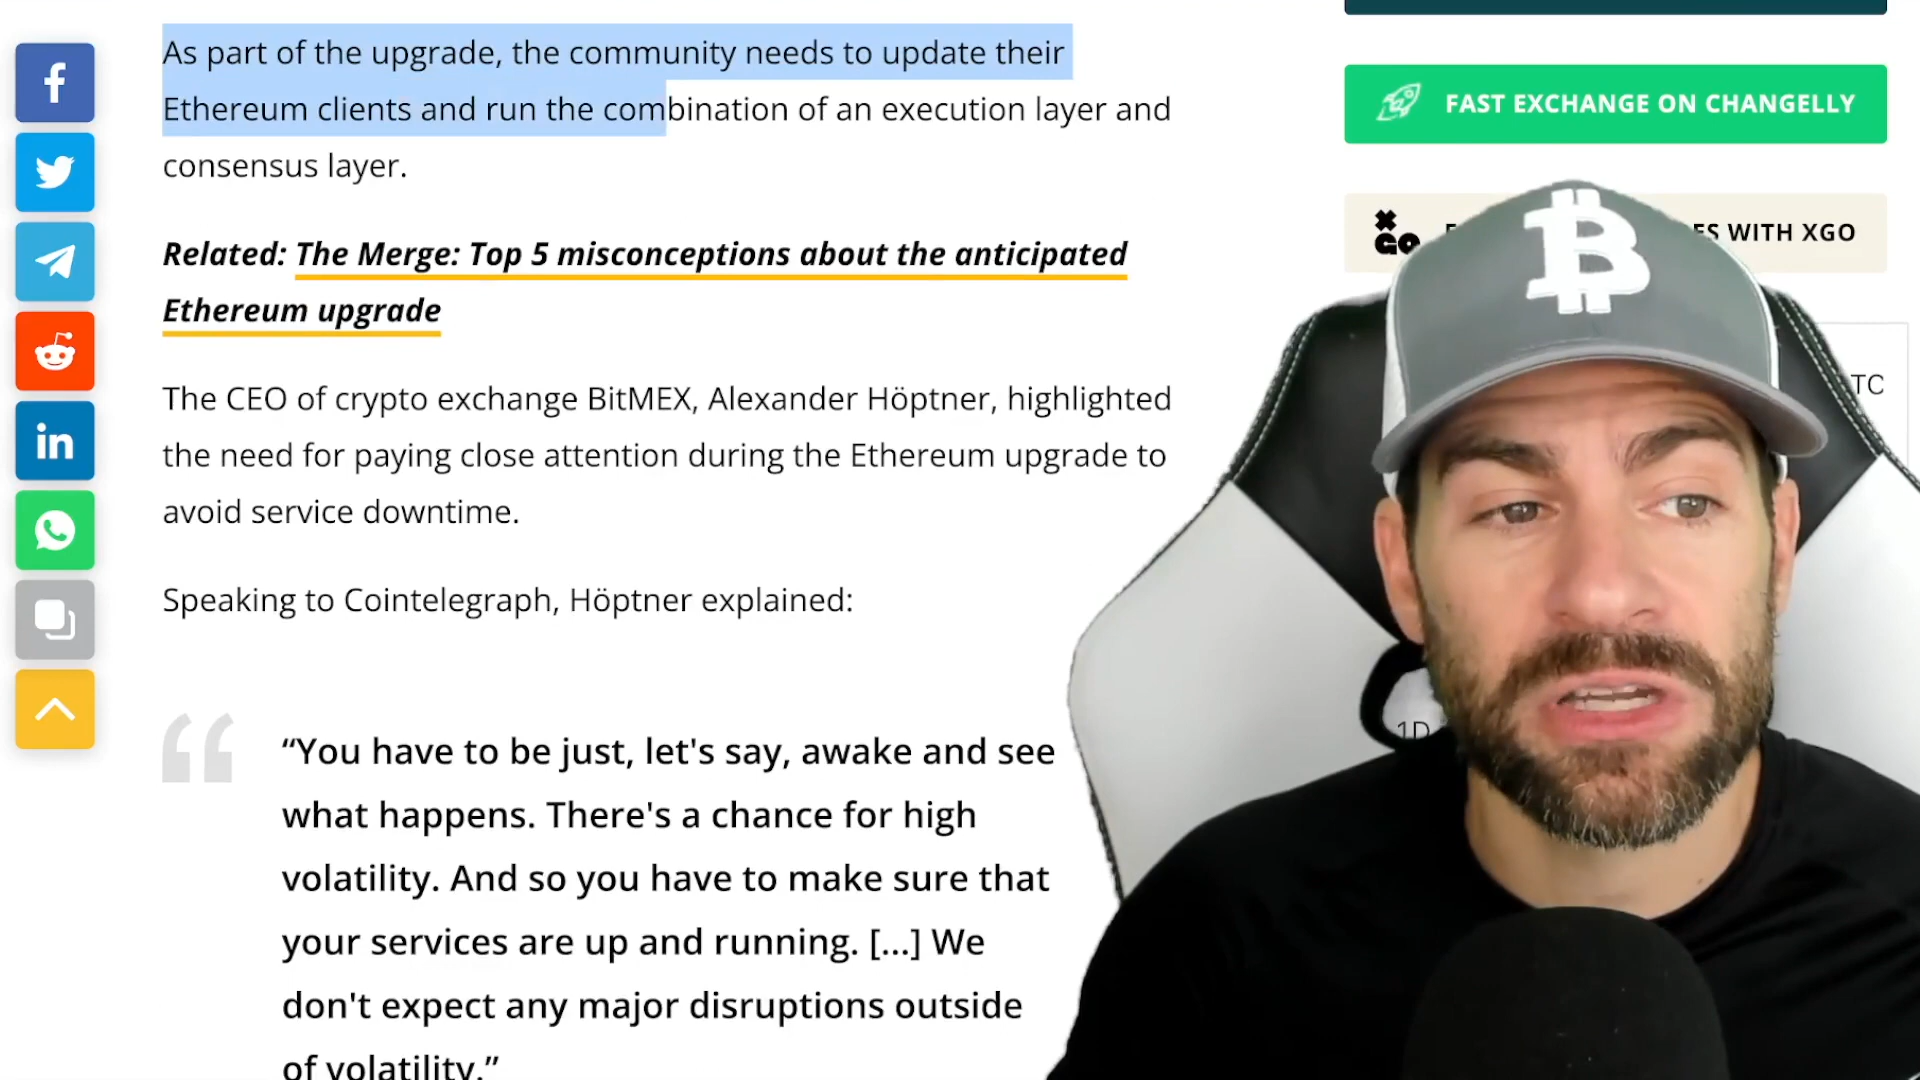 As part of the upgrade, the community needs to update their
Ethereum clients and run the combination of an execution layer and
consensus layer.
Related: The Merge: Top 5 misconceptions about the anticipated
Ethereum upgrade
The CEO of crypto exchange BitMEX, Alexander Höptner, highlighted
the need for paying close attention during the Ethereum upgrade to
avoid service downtime.
Speaking to Cointelegraph, Höptner explained:
“You have to be just, let's say, awake and see
what happens. There's a chance for high
volatility. And so you have to make sure that
your services are up and running. [...] We
don't expect any major disruptions outside
of volatility.”
FAST EXCHANGE ON CHANGELLY
XGO WITH XGO
TC
1D